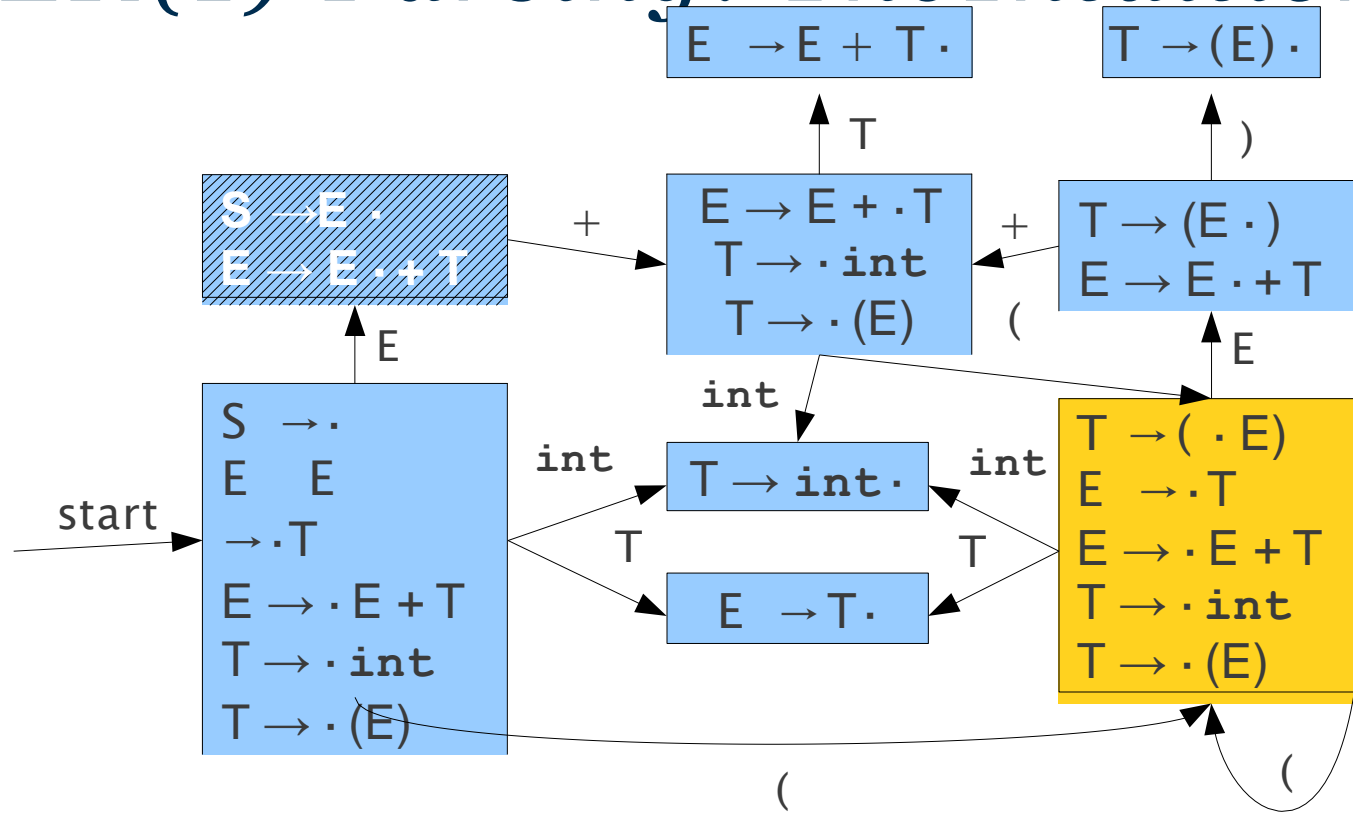 E → E + T ·
T → (E) ·
T
)
S → E ·
E → E · + T
+
E → E + · T
T → · int
T → · (E)
+
T → (E · )
E → E · + T
(
E
E
int
S → ·
E E
→ · T
E → · E + T
T → · int
T → · (E)
start
int
T
T → int ·
E → T ·
int
T
T → ( · E)
E → · T
E → · E + T
T → · int
T → · (E)
(
(